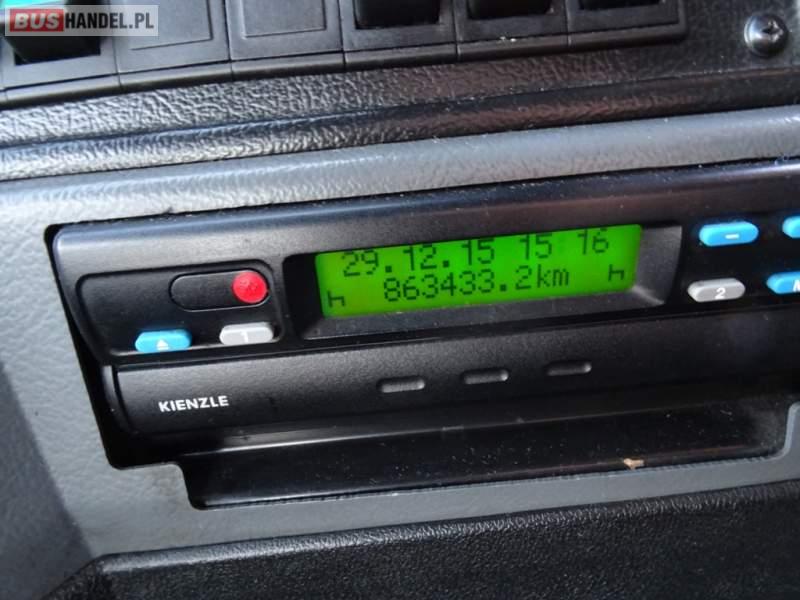 BUSHANDEL.PL
29.12.15 15 16
863433.2km
1
2
KIENZLE